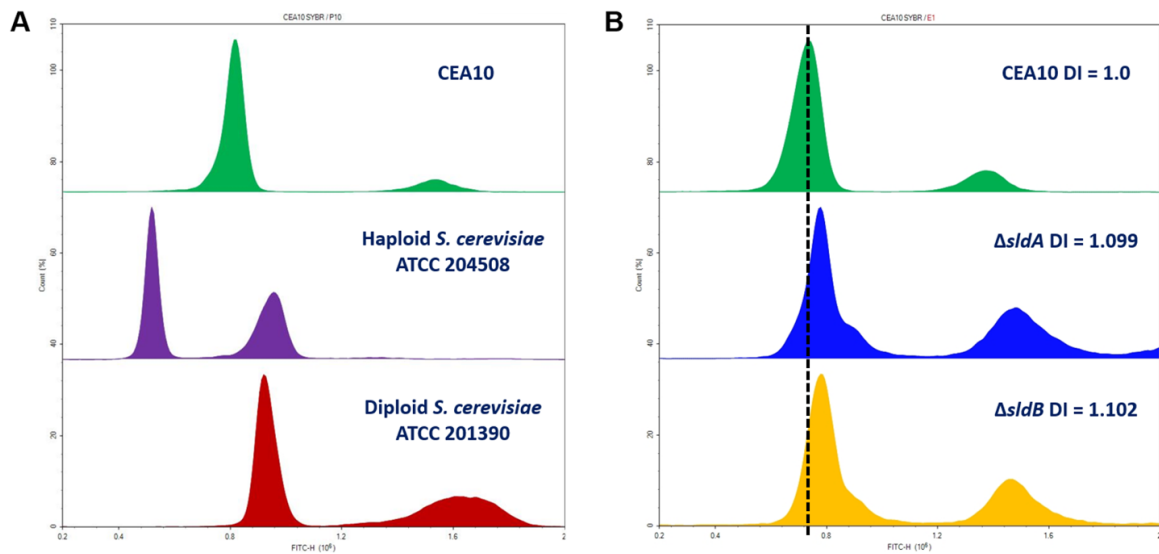 A
CEA10 SYBR / P10
CEA10
Haploid S. cerevisiae
ATCC 204508
Diploid S. cerevisiae
ATCC 201390
Count (%)
110
100
80
60
40
20
0
0.2
0.4
0.8
1.2
1.6
2
FITC-H (10⁶)
B
CEA10 SYBR / E1
CEA10 DI = 1.0
ΔsldA DI = 1.099
ΔsldB DI = 1.102
Count (%)
110
100
80
60
40
20
0
0.2
0.4
0.8
1.2
1.6
2
FITC-H (10⁶)